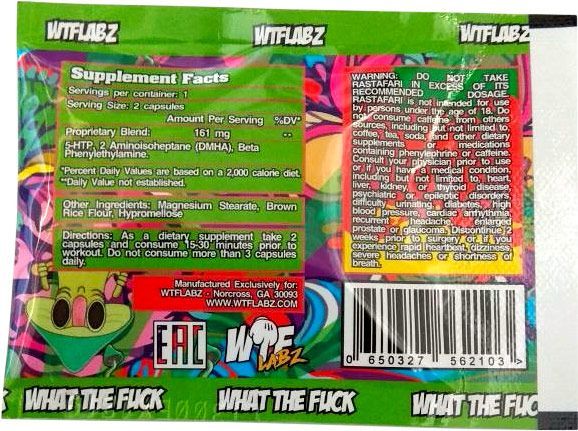 WTFLABZ WTFLABZ WTFLABZ
Supplement Facts
Servings per container: 1
Serving Size: 2 capsules
Amount Per Serving %DV*
Proprietary Blend: 161 mg --
5-HTP, 2 Aminoisoheptane (DMHA), Beta
Phenylethylamine.
*Percent Daily Values are based on a 2,000 calorie diet.
**Daily Value not established.
Other Ingredients: Magnesium Stearate, Brown
Rice Flour, Hypromellose
Directions: As a dietary supplement take 2
capsules and consume 15-30 minutes prior to
workout. Do not consume more than 3 capsules
daily.
Manufactured Exclusively for:
WTFLABZ - Norcross, GA 30093
WWW.WTFLABZ.COM
EAC
WTF
LABZ
WARNING: DO NOT TAKE
RASTAFARI IN EXCESS OF ITS
RECOMMENDED DOSAGE.
RASTAFARI is not intended for use
by persons under the age of 18. Do
not consume caffeine from others
sources, including but not limited to,
coffee, tea, soda, and other dietary
supplements medications
containing phenylephrine or caffeine.
Consult your physician prior to use
or if you have a medical condition,
including but not limited to, heart,
liver, kidney, or thyroid disease,
psychiatric or epileptic disorders,
difficulty urinating, diabetes, high
blood pressure, cardiac arrhythmia,
recurrent headache, enlarged
prostate or glaucoma. Discontinue 2
weeks prior to surgery or if you
experience rapid heartbeat, dizziness,
severe headaches or shortness of
breath.
0 650327 562103 >
WHAT THE FUCK WHAT THE FUCK WHAT THE FUC